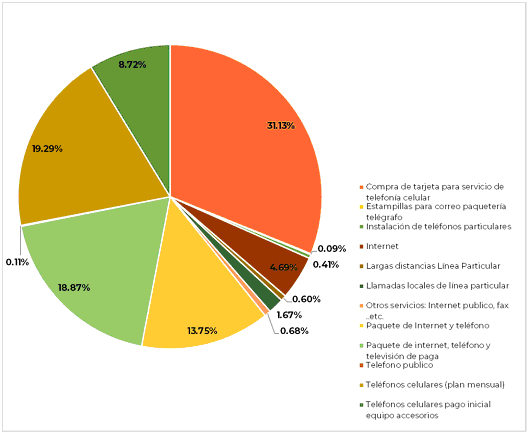 8.72%
31.13%
19.29%
Compra de tarjeta para servicio de
telefonía celular
Estampillas para correo paquetería
telégrafo
Instalación de teléfonos particulares
0.09%
Internet
0.11%
4.69%
0.41%
Largas distancias Línea Particular
18.87%
Llamadas locales de línea particular
0.60%
Otros servicios: Internet publico, fax.
..etc.
1.67%
13.75%
0.68%
Paquete de Internet y teléfono
Paquete de internet, teléfono y
televisión de paga
Telefono publico
Teléfonos celulares (plan mensual)
Teléfonos celulares pago inicial
equipo accesorios